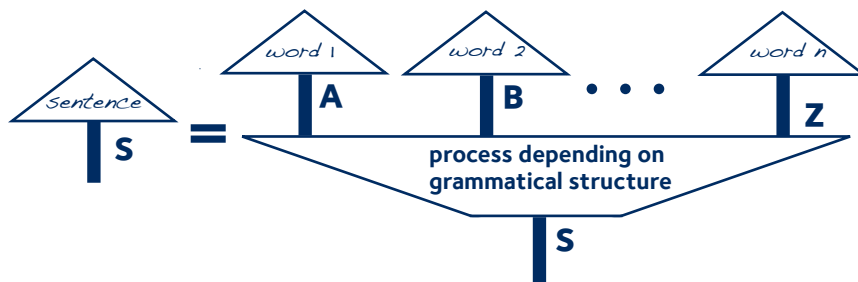 word 1
word 2
word n
sentence
A
B
. . .
Z
S
=
process depending on
grammatical structure
S